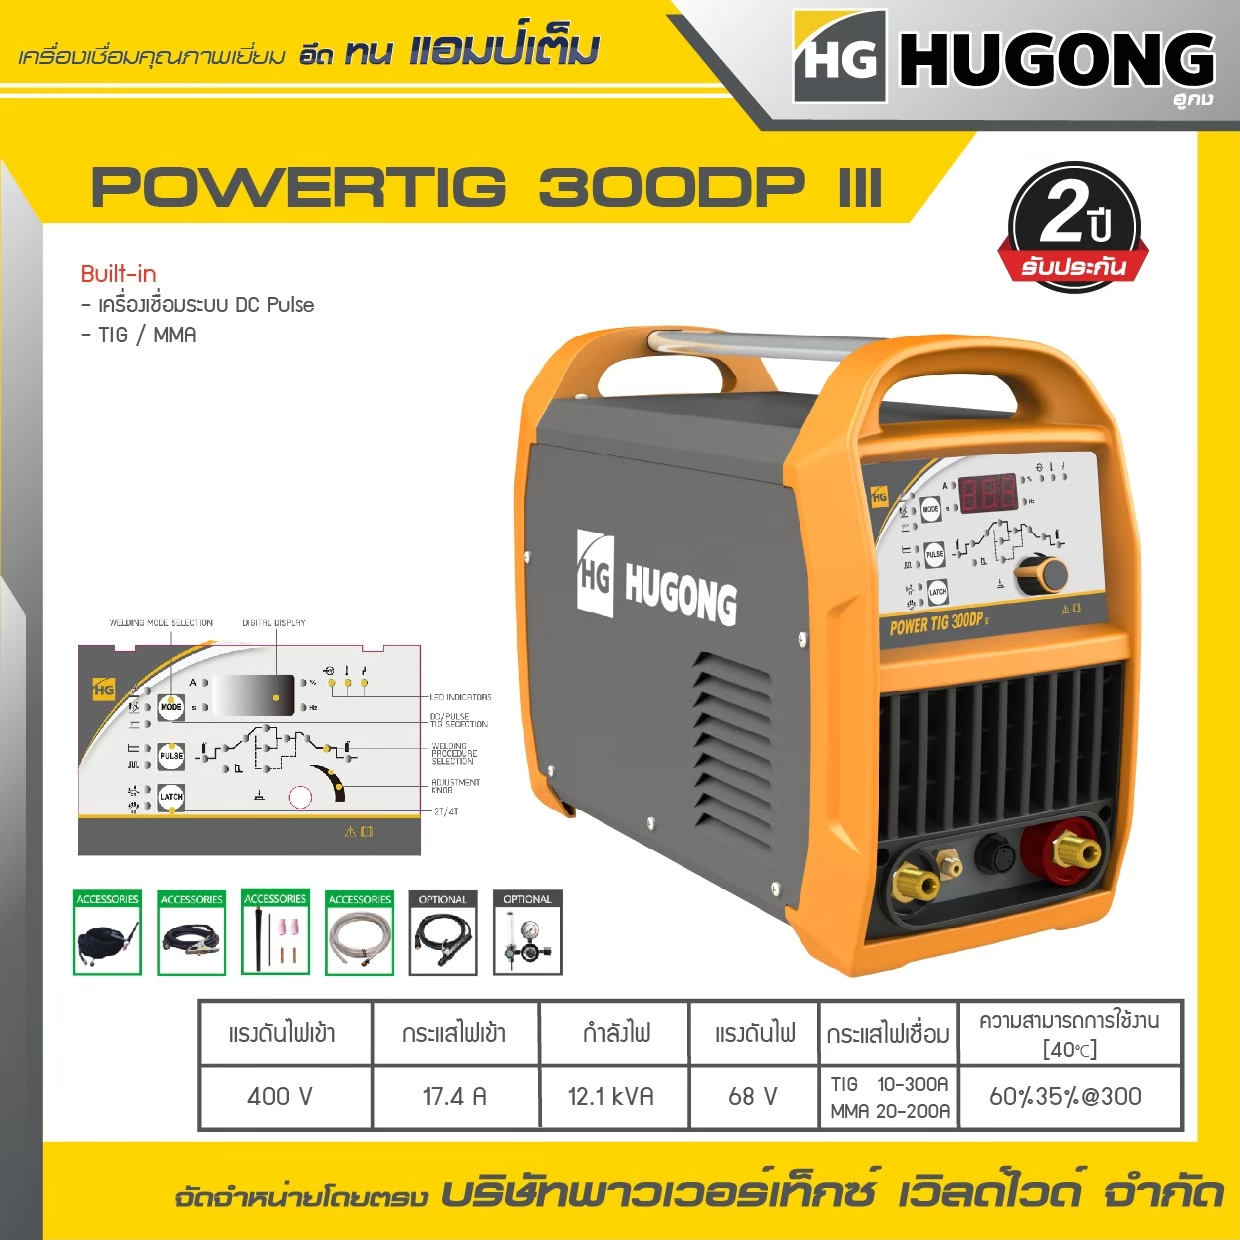 เครื่องเชื่อมคุณภาพเยี่ยม อึด ทน แอมป์เต็ม
HG HUGONG
ฮูกง
POWERTIG 300DP III
2 ปี
รับประกัน
Built-in
- เครื่องเชื่อมระบบ DC Pulse
- TIG / MMA
HG HUGONG
HG
A
%
s
Hz
MODE
PULSE
LATCH
POWER TIG 300DP III
WELDING MODE SELECTION
DIGITAL DISPLAY
HG
A
%
s
Hz
MODE
PULSE
LATCH
LED INDICATORS
DC/PULSE
TIG SECECTION
WELDING
PROCEDURE
SELECTION
ADJUSTMENT
KNOB
2T/4T
ACCESSORIES ACCESSORIES ACCESSORIES ACCESSORIES OPTIONAL OPTIONAL
แรงดันไฟเข้า กระแสไฟเข้า กำลังไฟ แรงดันไฟ กระแสไฟเชื่อม ความสามารถการใช้งาน
[40°C]
400 V 17.4 A 12.1 kVA 68 V TIG 10-300A 60%35%@300
MMA 20-200A
จัดจำหน่ายโดยตรง บริษัทพาวเวอร์เท็กซ์ เวิลด์ไวด์ จำกัด